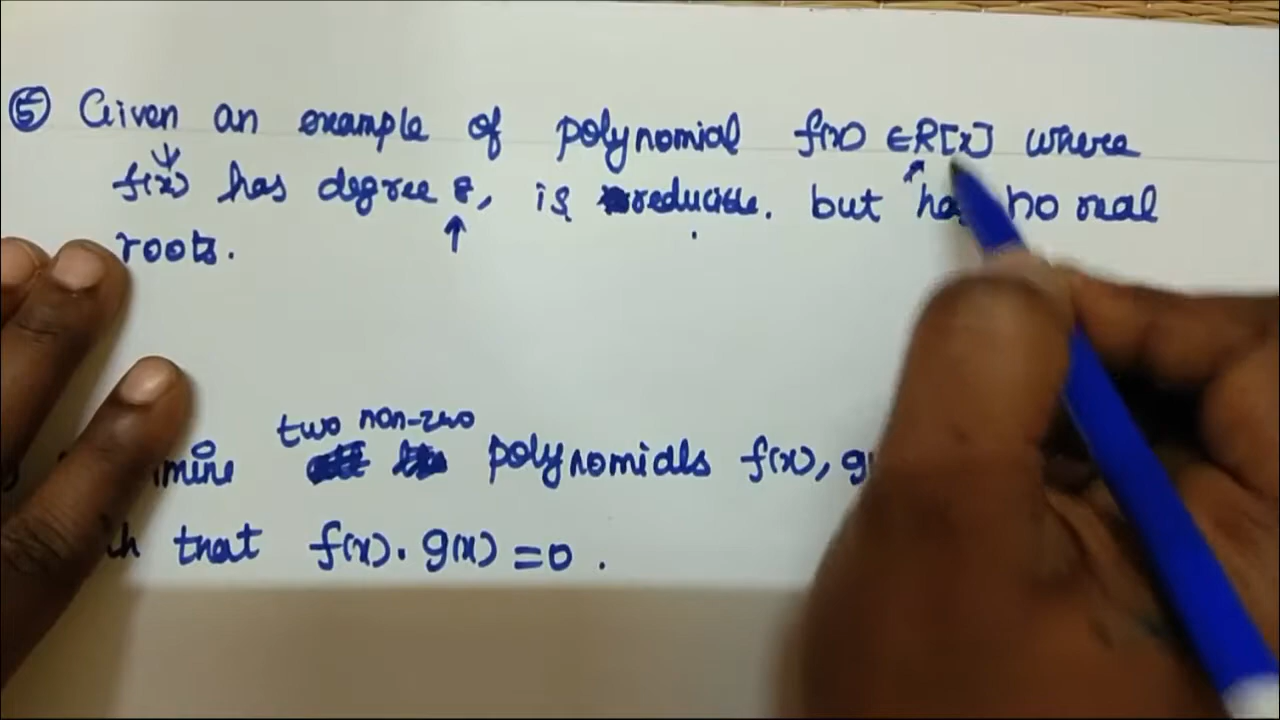 ⑤ Given an example of polynomial f(x) ∈ R[x] where
f(x) has degree 8, is reducible. but has no real
roots.
two non-zero
polynomials f(x),
that f(x). g(x) = 0 .